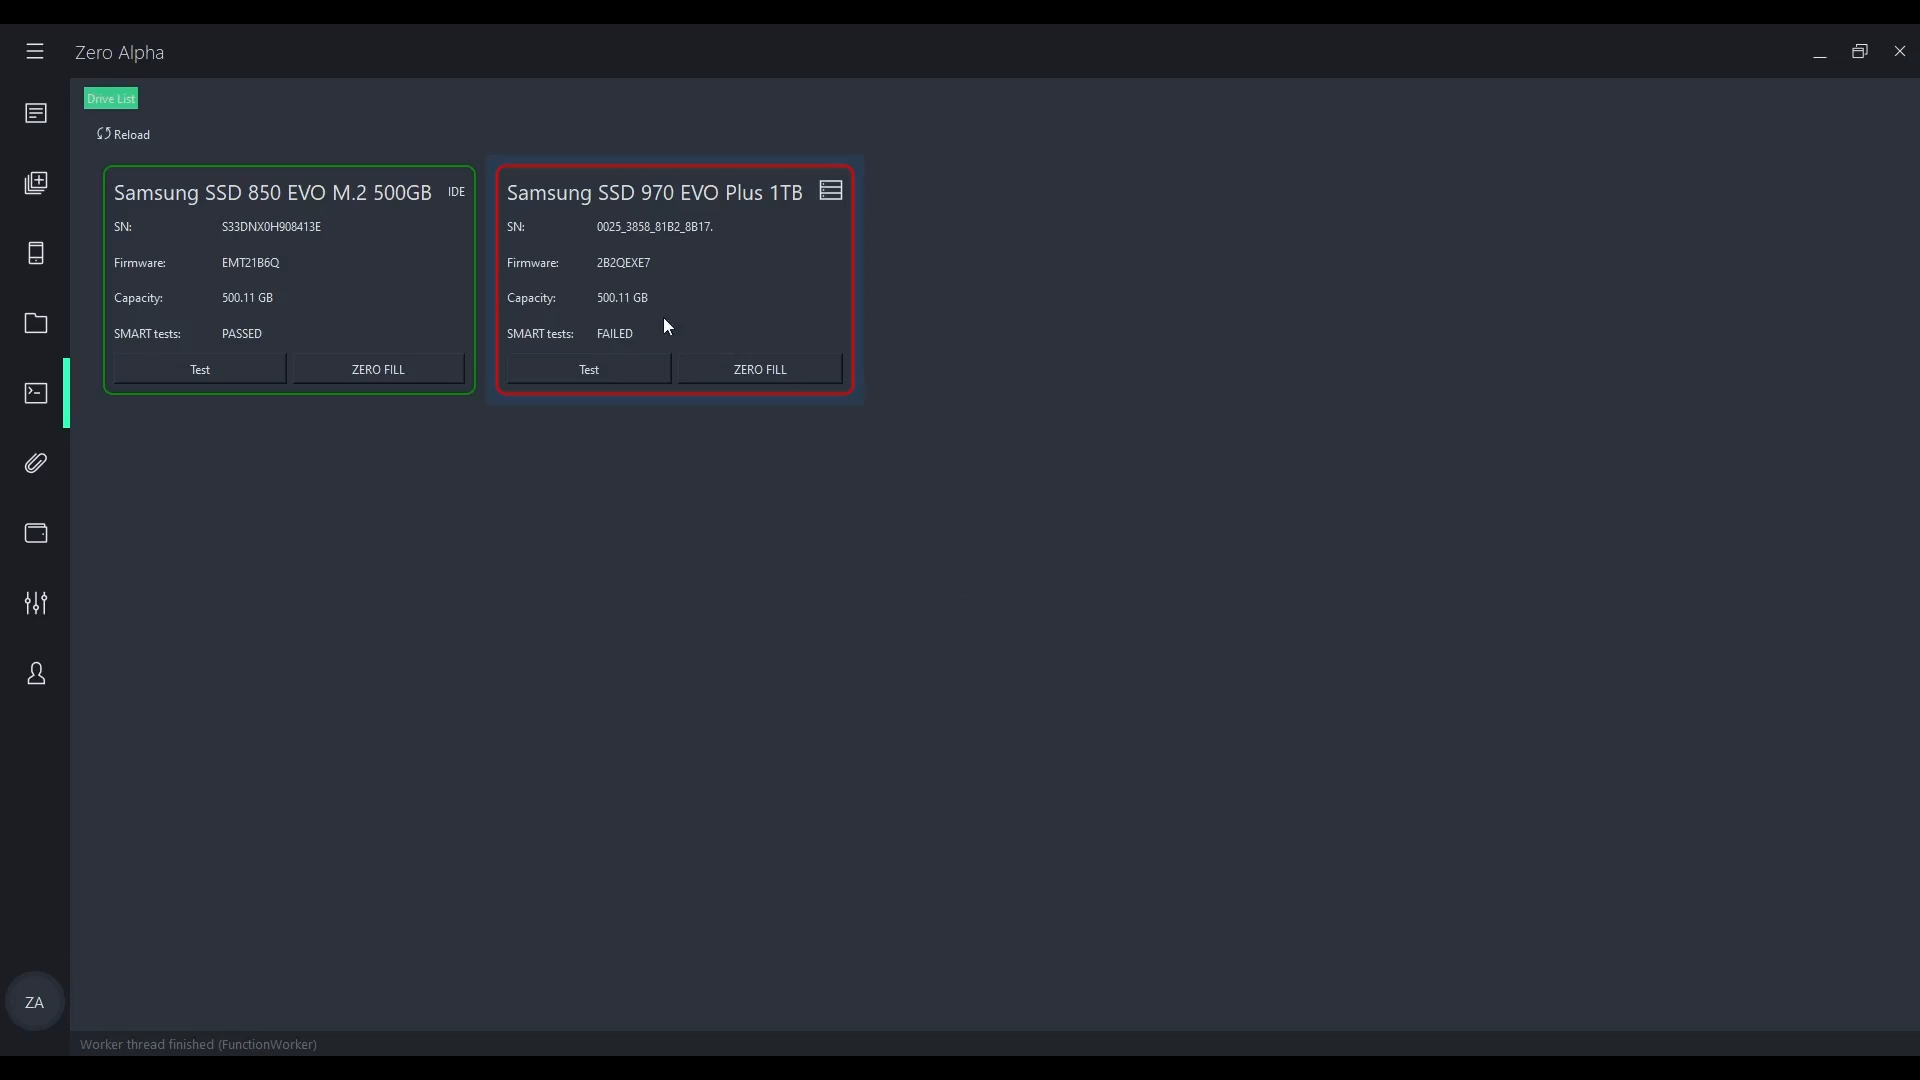 Zero Alpha
Drive List
Reload
Samsung SSD 850 EVO M.2 500GB IDE
SN: S33DNX0H908413E
Firmware: EMT21B6Q
Capacity: 500.11 GB
SMART tests: PASSED
Test ZERO FILL
Samsung SSD 970 EVO Plus 1TB
SN: 0025_3858_81B2_8B17.
Firmware: 2B2QEXE7
Capacity: 500.11 GB
SMART tests: FAILED
Test ZERO FILL
ZA
Worker thread finished (FunctionWorker)